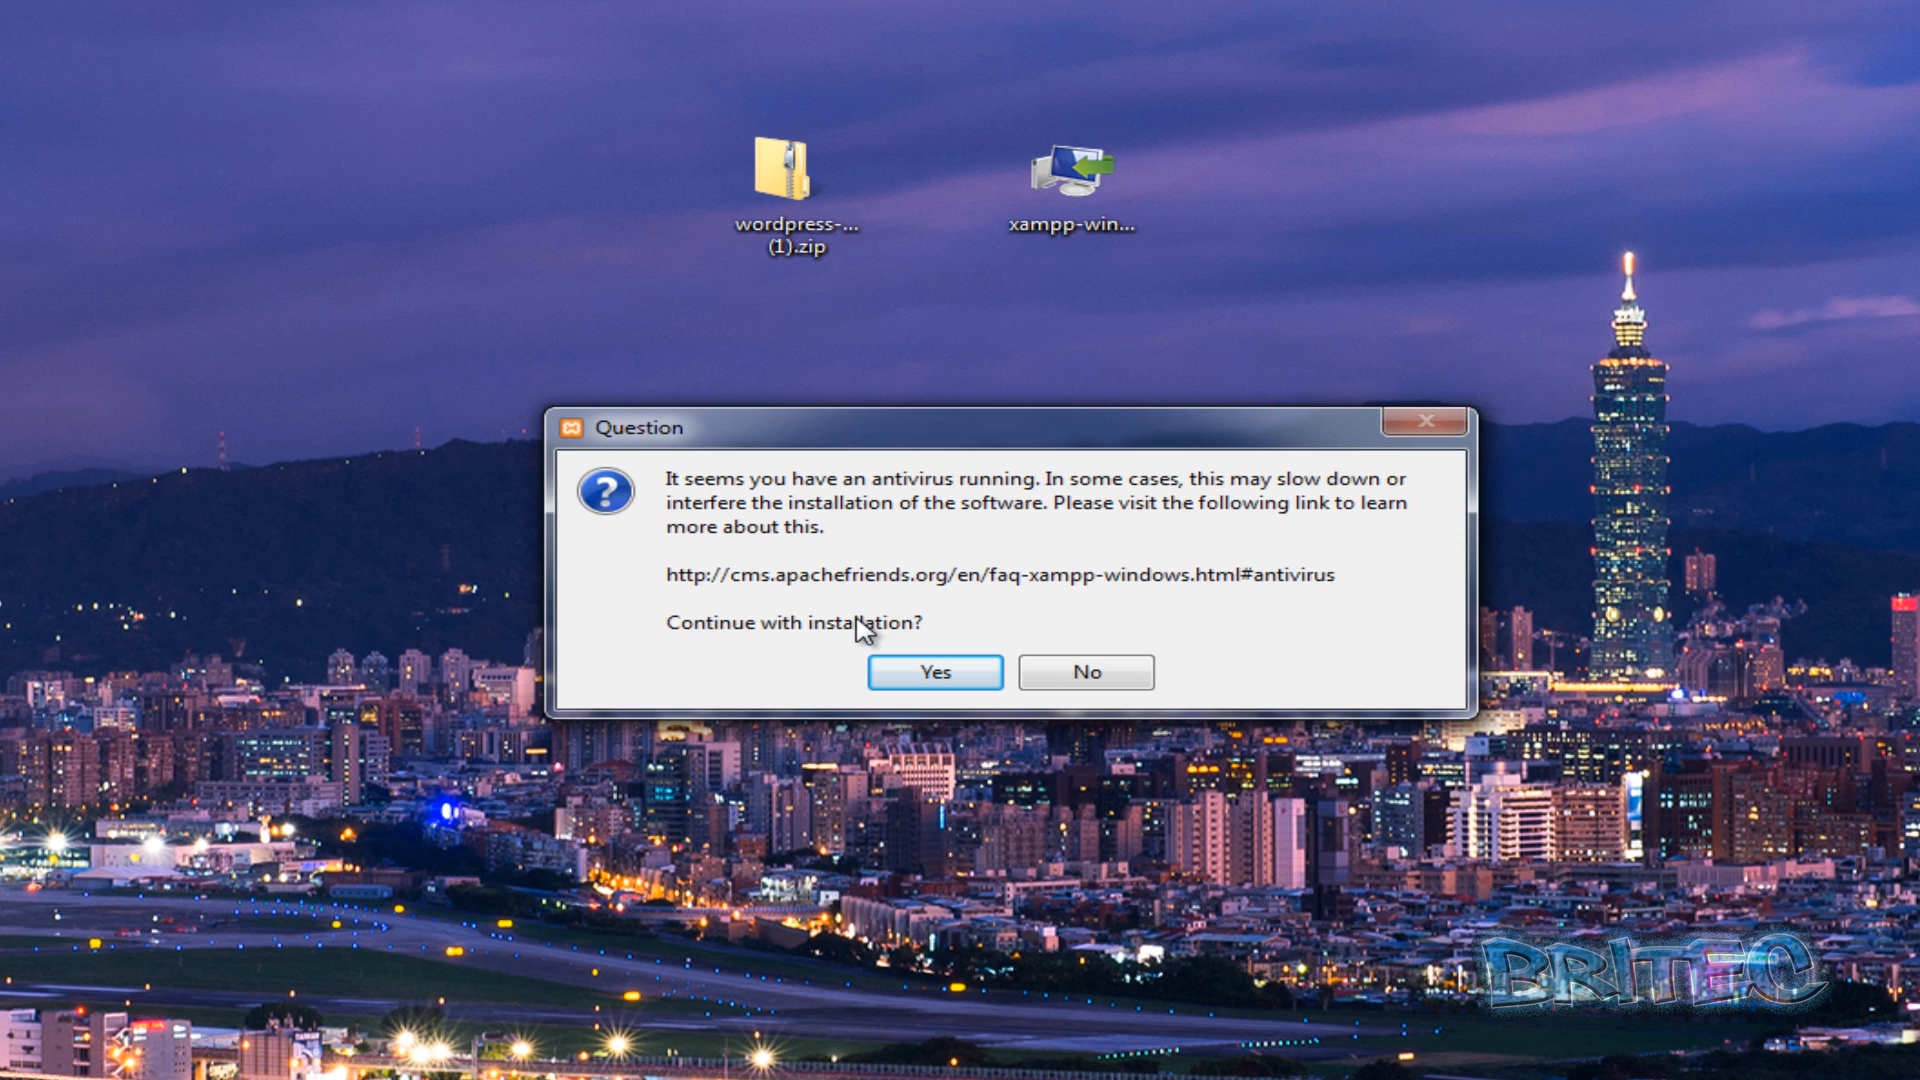 wordpress-...
(1).zip
xampp-win...
Question
It seems you have an antivirus running. In some cases, this may slow down or
interfere the installation of the software. Please visit the following link to learn
more about this.
http://cms.apachefriends.org/en/faq-xampp-windows.html#antivirus
Continue with installation?
Yes
No
BRITEC